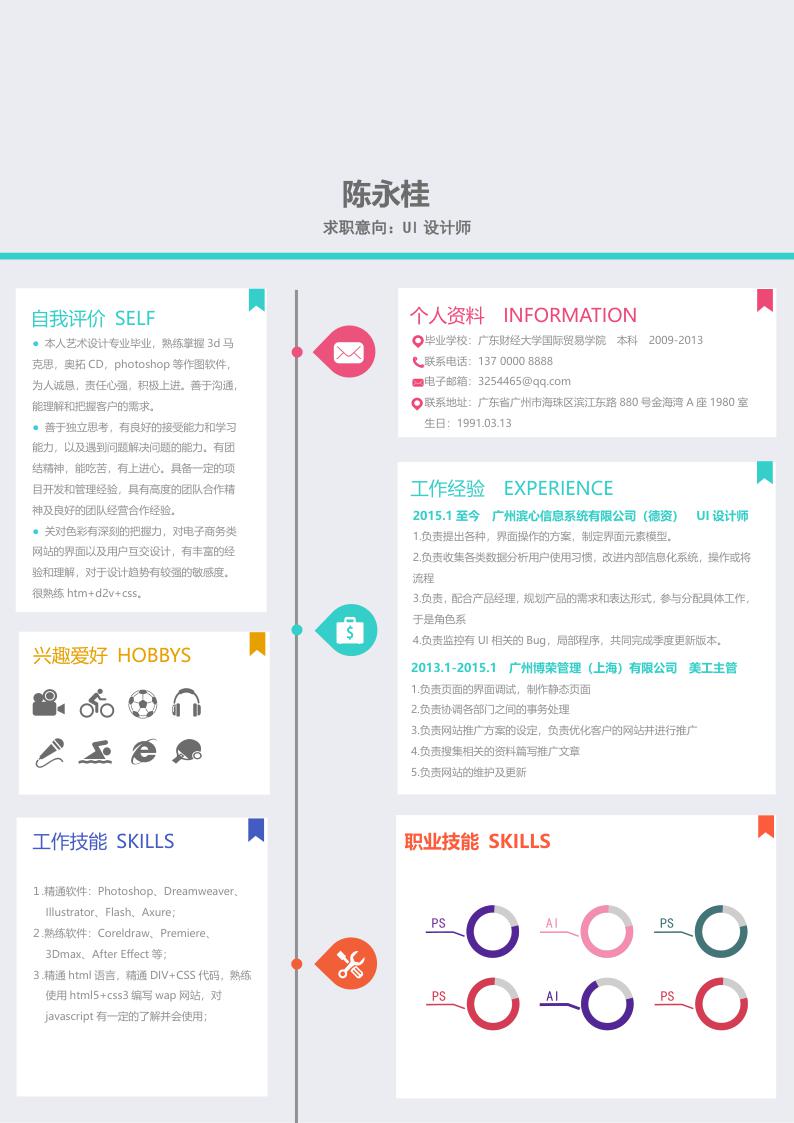 陈永桂
求职意向：UI 设计师
自我评价 SELF
● 本人艺术设计专业毕业，熟练掌握 3d 马
克思，奥拓 CD，photoshop 等作图软件，
为人诚恳，责任心强，积极上进。善于沟通，
能理解和把握客户的需求。
● 善于独立思考，有良好的接受能力和学习
能力，以及遇到问题解决问题的能力。有团
结精神，能吃苦，有上进心。具备一定的项
目开发和管理经验，具有高度的团队合作精
神及良好的团队经营合作经验。
● 关对色彩有深刻的把握力，对电子商务类
网站的界面以及用户互交设计，有丰富的经
验和理解，对于设计趋势有较强的敏感度。
很熟练 htm+d2v+css。
兴趣爱好 HOBBYS
工作技能 SKILLS
1.精通软件：Photoshop、Dreamweaver、
Illustrator、Flash、Axure；
2.熟练软件：Coreldraw、Premiere、
3Dmax、After Effect 等；
3.精通 html 语言，精通 DIV+CSS 代码，熟练
使用 html5+css3 编写 wap 网站，对
javascript 有一定的了解并会使用；
个人资料 INFORMATION
毕业学校：广东财经大学国际贸易学院 本科 2009-2013
联系电话：137 0000 8888
电子邮箱：3254465@qq.com
联系地址：广东省广州市海珠区滨江东路 880 号金海湾 A 座 1980 室
生日：1991.03.13
工作经验 EXPERIENCE
2015.1 至今 广州滨心信息系统有限公司（德资） UI 设计师
1.负责提出各种，界面操作的方案，制定界面元素模型。
2.负责收集各类数据分析用户使用习惯，改进内部信息化系统，操作或将
流程
3.负责，配合产品经理，规划产品的需求和表达形式，参与分配具体工作，
于是角色系
4.负责监控有 UI 相关的 Bug，局部程序，共同完成季度更新版本。
2013.1-2015.1 广州博荣管理（上海）有限公司 美工主管
1.负责页面的界面调试，制作静态页面
2.负责协调各部门之间的事务处理
3.负责网站推广方案的设定，负责优化客户的网站并进行推广
4.负责搜集相关的资料篇写推广文章
5.负责网站的维护及更新
职业技能 SKILLS
PS AI PS
PS AI PS